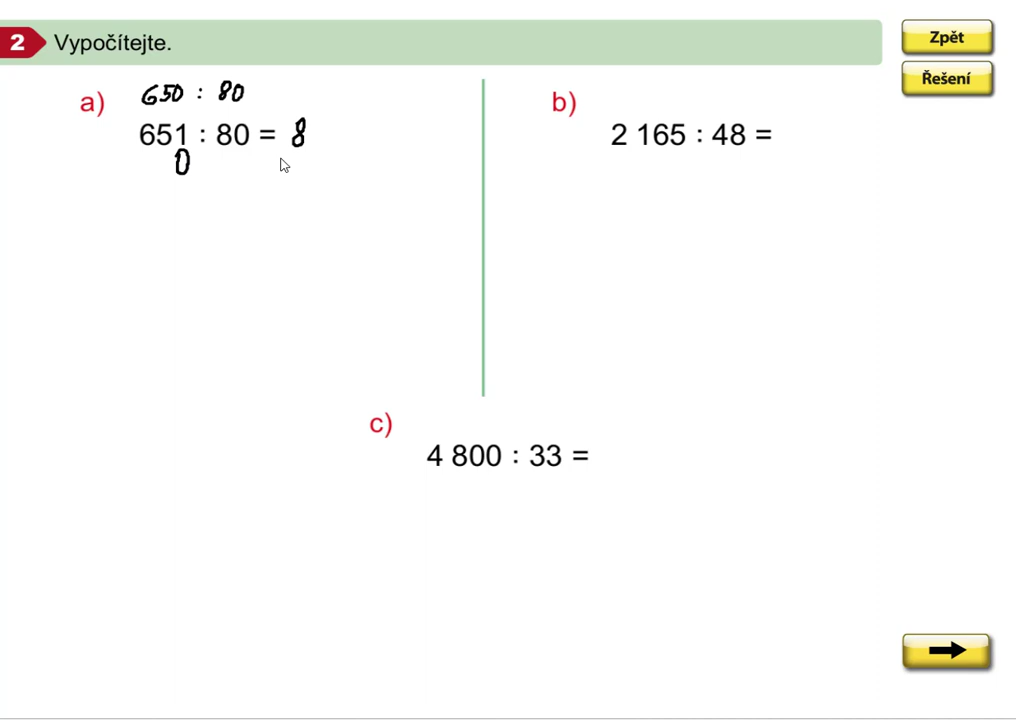 2 Vypočítejte.
Zpět
Řešení
a)
650 : 80
651 : 80 = 8
0
b)
2 165 : 48 =
c)
4 800 : 33 =